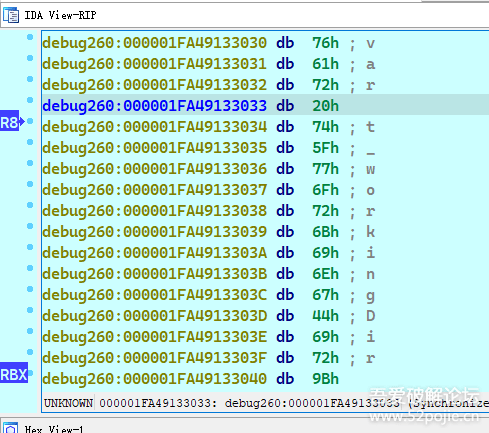 IDA View-RIP
debug260:000001FA49133030 db 76h ; v
debug260:000001FA49133031 db 61h ; a
debug260:000001FA49133032 db 72h ; r
debug260:000001FA49133033 db 20h
R8 debug260:000001FA49133034 db 74h ; t
debug260:000001FA49133035 db 5Fh ; _
debug260:000001FA49133036 db 77h ; w
debug260:000001FA49133037 db 6Fh ; o
debug260:000001FA49133038 db 72h ; r
debug260:000001FA49133039 db 6Bh ; k
debug260:000001FA4913303A db 69h ; i
debug260:000001FA4913303B db 6Eh ; n
debug260:000001FA4913303C db 67h ; g
debug260:000001FA4913303D db 44h ; D
debug260:000001FA4913303E db 69h ; i
debug260:000001FA4913303F db 72h ; r
RBX debug260:000001FA49133040 db 9Bh
UNKNOWN 000001FA49133033: debug260:000001FA49133033 (Synchronize
吾爱破解论坛
www.52pojie.cn
Hex View-1